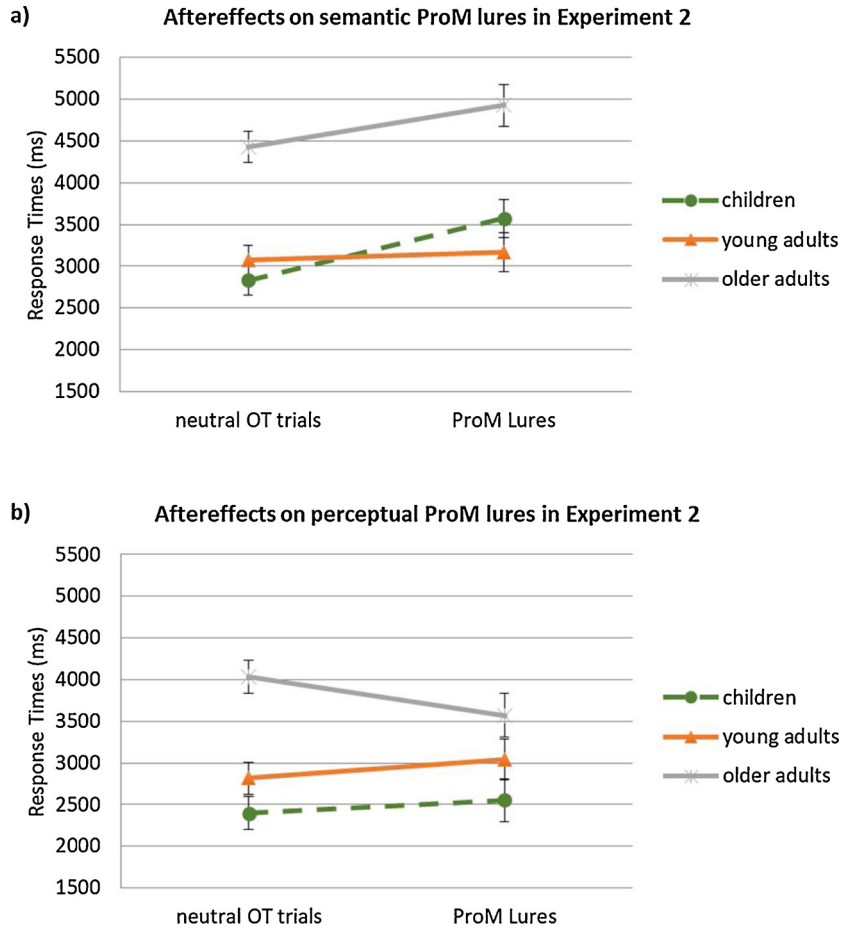 a)
Aftereffects on semantic ProM lures in Experiment 2
Response Times (ms)
5500
5000
4500
4000
3500
3000
2500
2000
1500
neutral OT trials
ProM Lures
children
young adults
older adults
b)
Aftereffects on perceptual ProM lures in Experiment 2
Response Times (ms)
5500
5000
4500
4000
3500
3000
2500
2000
1500
neutral OT trials
ProM Lures
children
young adults
older adults